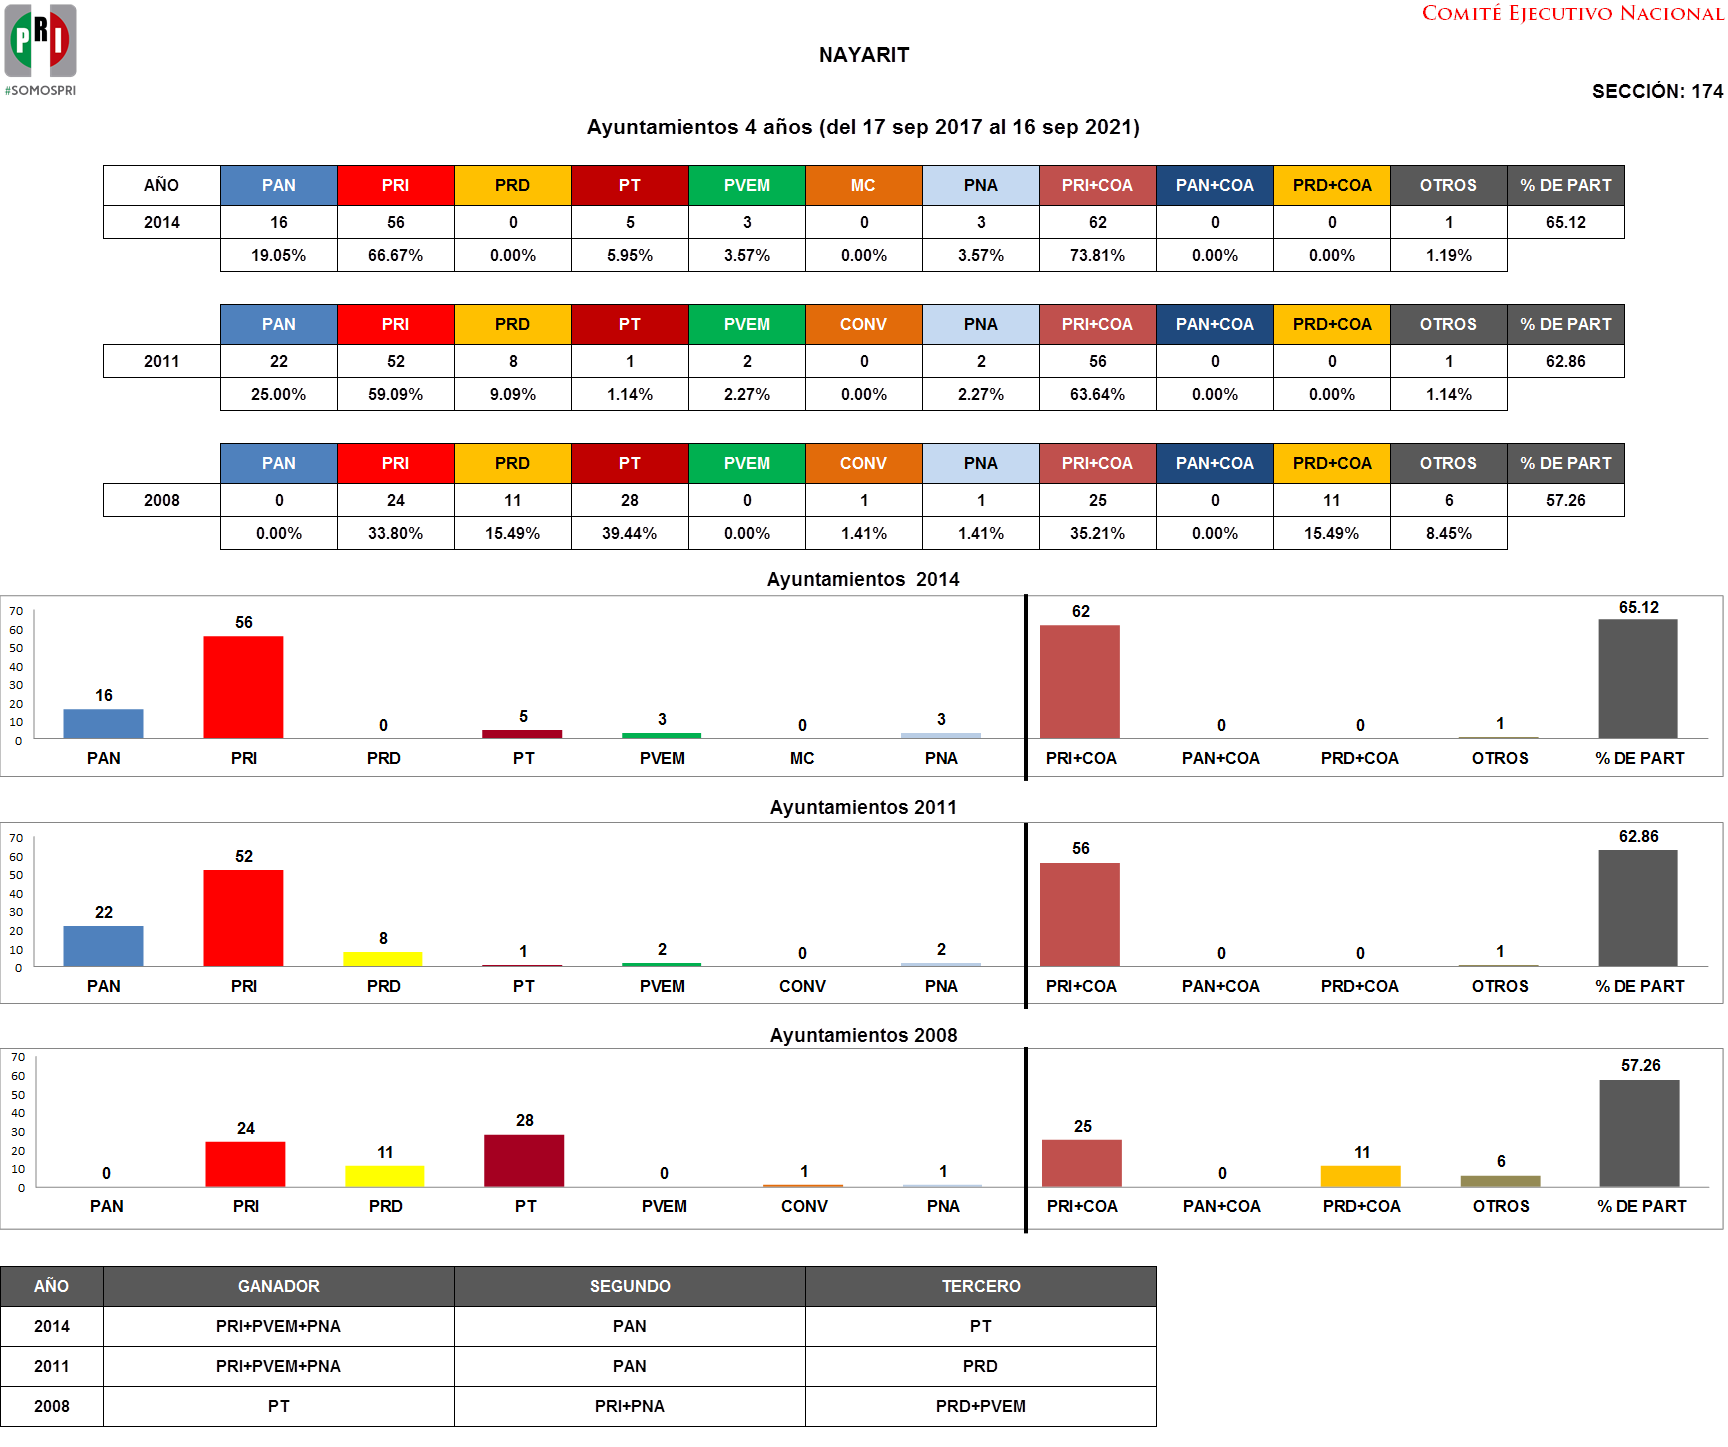 COMITÉ EJECUTIVO NACIONAL
PRI
#SOMOSPRI
NAYARIT
SECCIÓN: 174
Ayuntamientos 4 años (del 17 sep 2017 al 16 sep 2021)
AÑO PAN PRI PRD PT PVEM MC PNA PRI+COA PAN+COA PRD+COA OTROS % DE PART
2014 16 56 0 5 3 0 3 62 0 0 1 65.12
19.05% 66.67% 0.00% 5.95% 3.57% 0.00% 3.57% 73.81% 0.00% 0.00% 1.19%
PAN PRI PRD PT PVEM CONV PNA PRI+COA PAN+COA PRD+COA OTROS % DE PART
2011 22 52 8 1 2 0 2 56 0 0 1 62.86
25.00% 59.09% 9.09% 1.14% 2.27% 0.00% 2.27% 63.64% 0.00% 0.00% 1.14%
PAN PRI PRD PT PVEM CONV PNA PRI+COA PAN+COA PRD+COA OTROS % DE PART
2008 0 24 11 28 0 1 1 25 0 11 6 57.26
0.00% 33.80% 15.49% 39.44% 0.00% 1.41% 1.41% 35.21% 0.00% 15.49% 8.45%
Ayuntamientos 2014
70
60
50
40
30
20
10
0
16 56 0 5 3 0 3 62 0 0 1 65.12
PAN PRI PRD PT PVEM MC PNA PRI+COA PAN+COA PRD+COA OTROS % DE PART
Ayuntamientos 2011
70
60
50
40
30
20
10
0
22 52 8 1 2 0 2 56 0 0 1 62.86
PAN PRI PRD PT PVEM CONV PNA PRI+COA PAN+COA PRD+COA OTROS % DE PART
Ayuntamientos 2008
70
60
50
40
30
20
10
0
0 24 11 28 0 1 1 25 0 11 6 57.26
PAN PRI PRD PT PVEM CONV PNA PRI+COA PAN+COA PRD+COA OTROS % DE PART
AÑO GANADOR SEGUNDO TERCERO
2014 PRI+PVEM+PNA PAN PT
2011 PRI+PVEM+PNA PAN PRD
2008 PT PRI+PNA PRD+PVEM